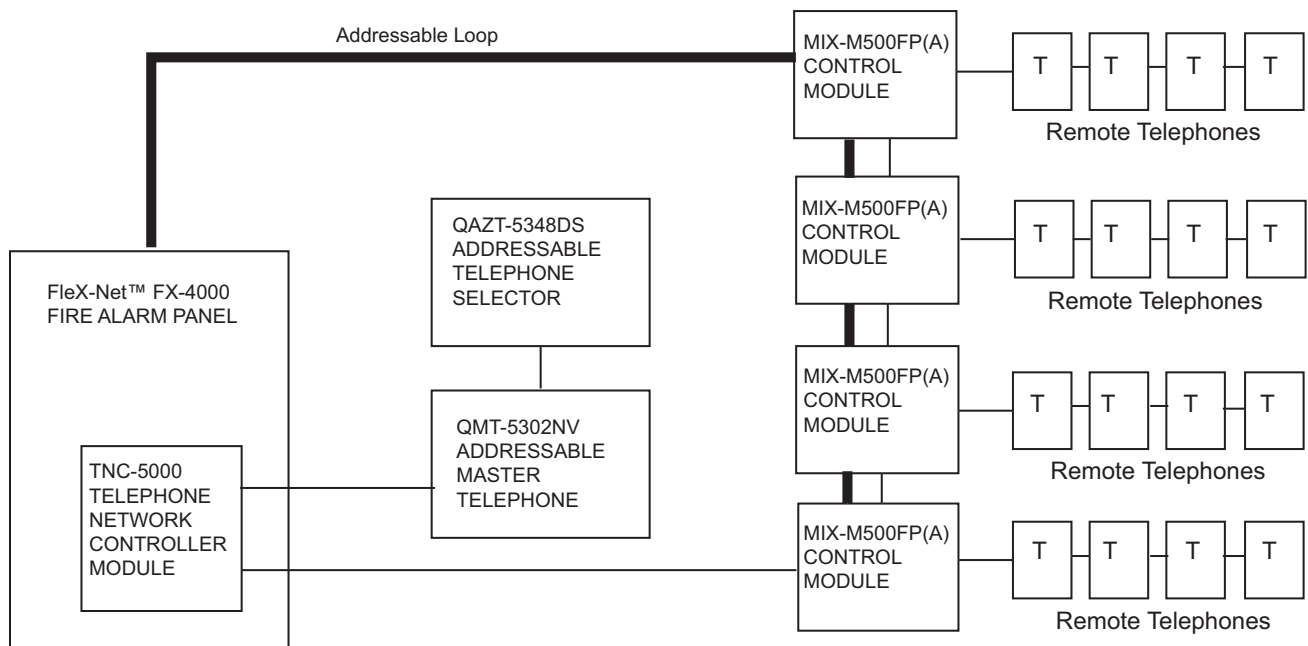 Addressable Loop
MIX-M500FP(A)
CONTROL
MODULE
T T T T
Remote Telephones
MIX-M500FP(A)
CONTROL
MODULE
T T T T
Remote Telephones
QAZT-5348DS
ADDRESSABLE
TELEPHONE
SELECTOR
FleX-Net™ FX-4000
FIRE ALARM PANEL
MIX-M500FP(A)
CONTROL
MODULE
T T T T
Remote Telephones
QMT-5302NV
ADDRESSABLE
MASTER
TELEPHONE
TNC-5000
TELEPHONE
NETWORK
CONTROLLER
MODULE
MIX-M500FP(A)
CONTROL
MODULE
T T T T
Remote Telephones